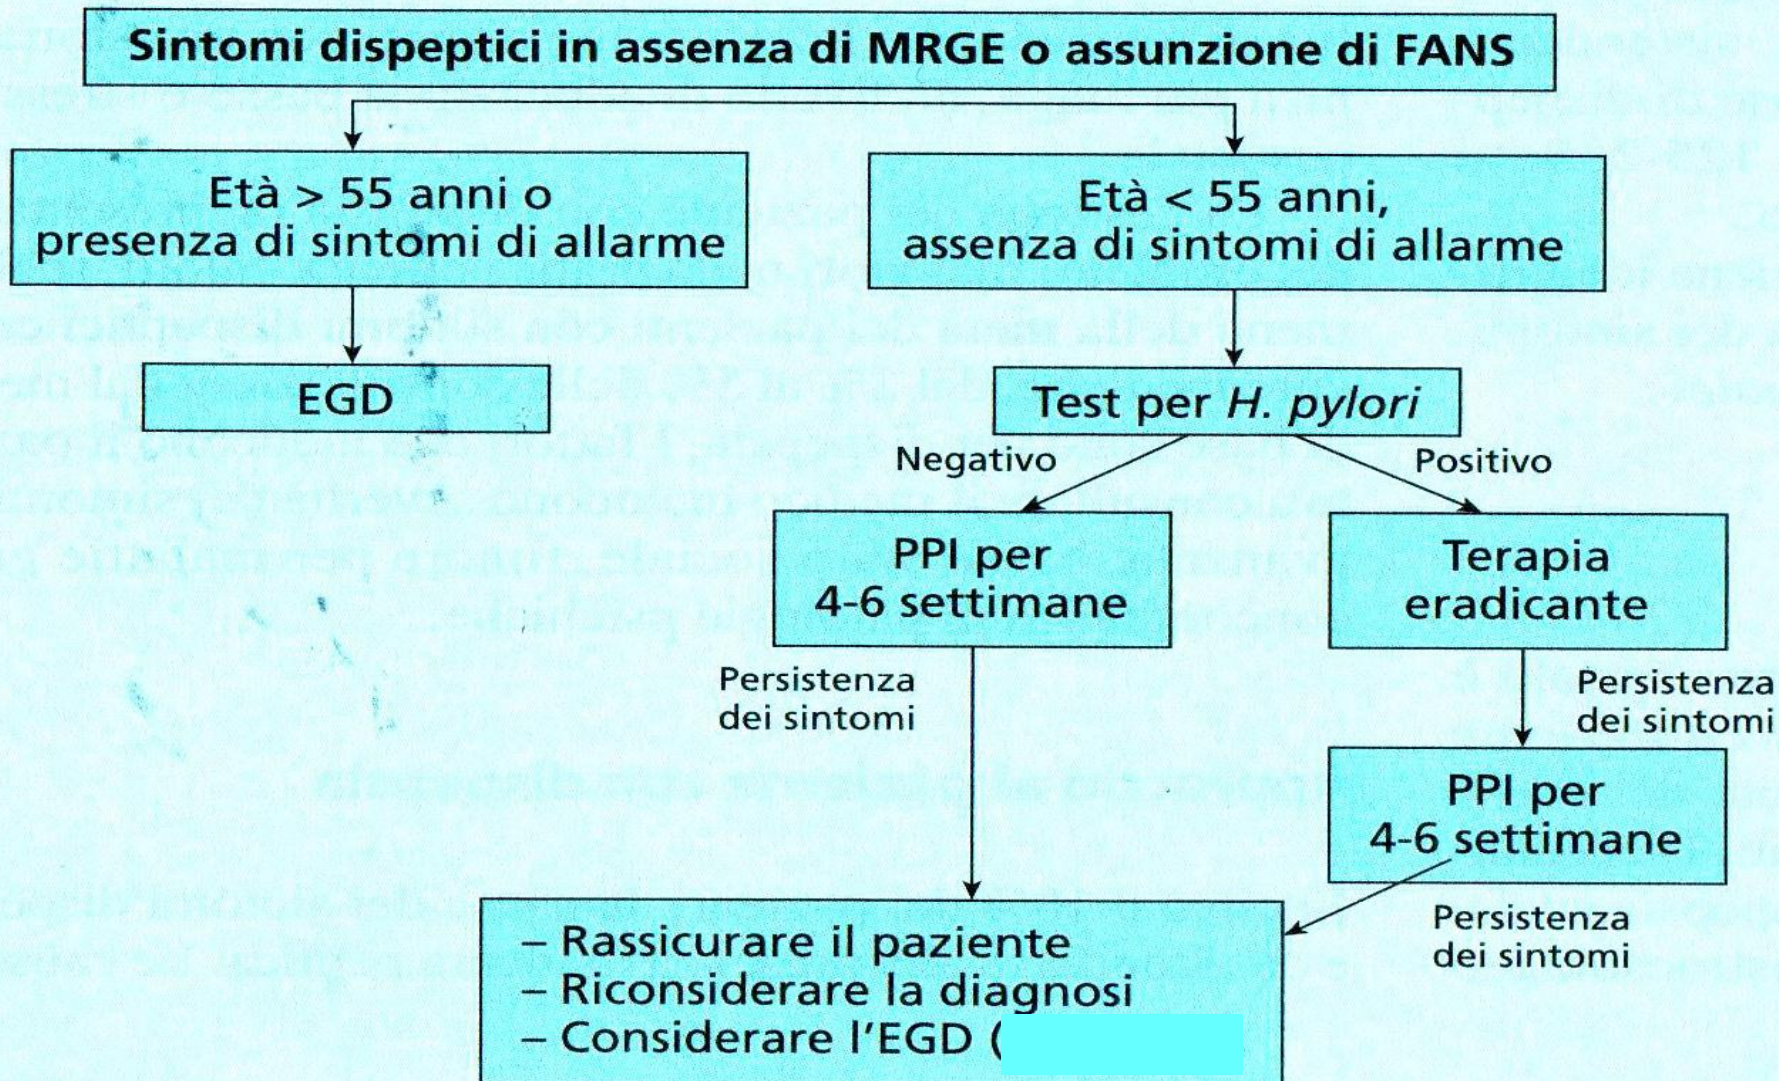 Sintomi dispeptici in assenza di MRGE o assunzione di FANS
Età > 55 anni o
presenza di sintomi di allarme
Età < 55 anni,
assenza di sintomi di allarme
EGD
Test per H. pylori
Negativo
Positivo
PPI per
4-6 settimane
Terapia
eradicante
Persistenza
dei sintomi
Persistenza
dei sintomi
PPI per
4-6 settimane
Persistenza
dei sintomi
– Rassicurare il paziente
– Riconsiderare la diagnosi
– Considerare l'EGD (